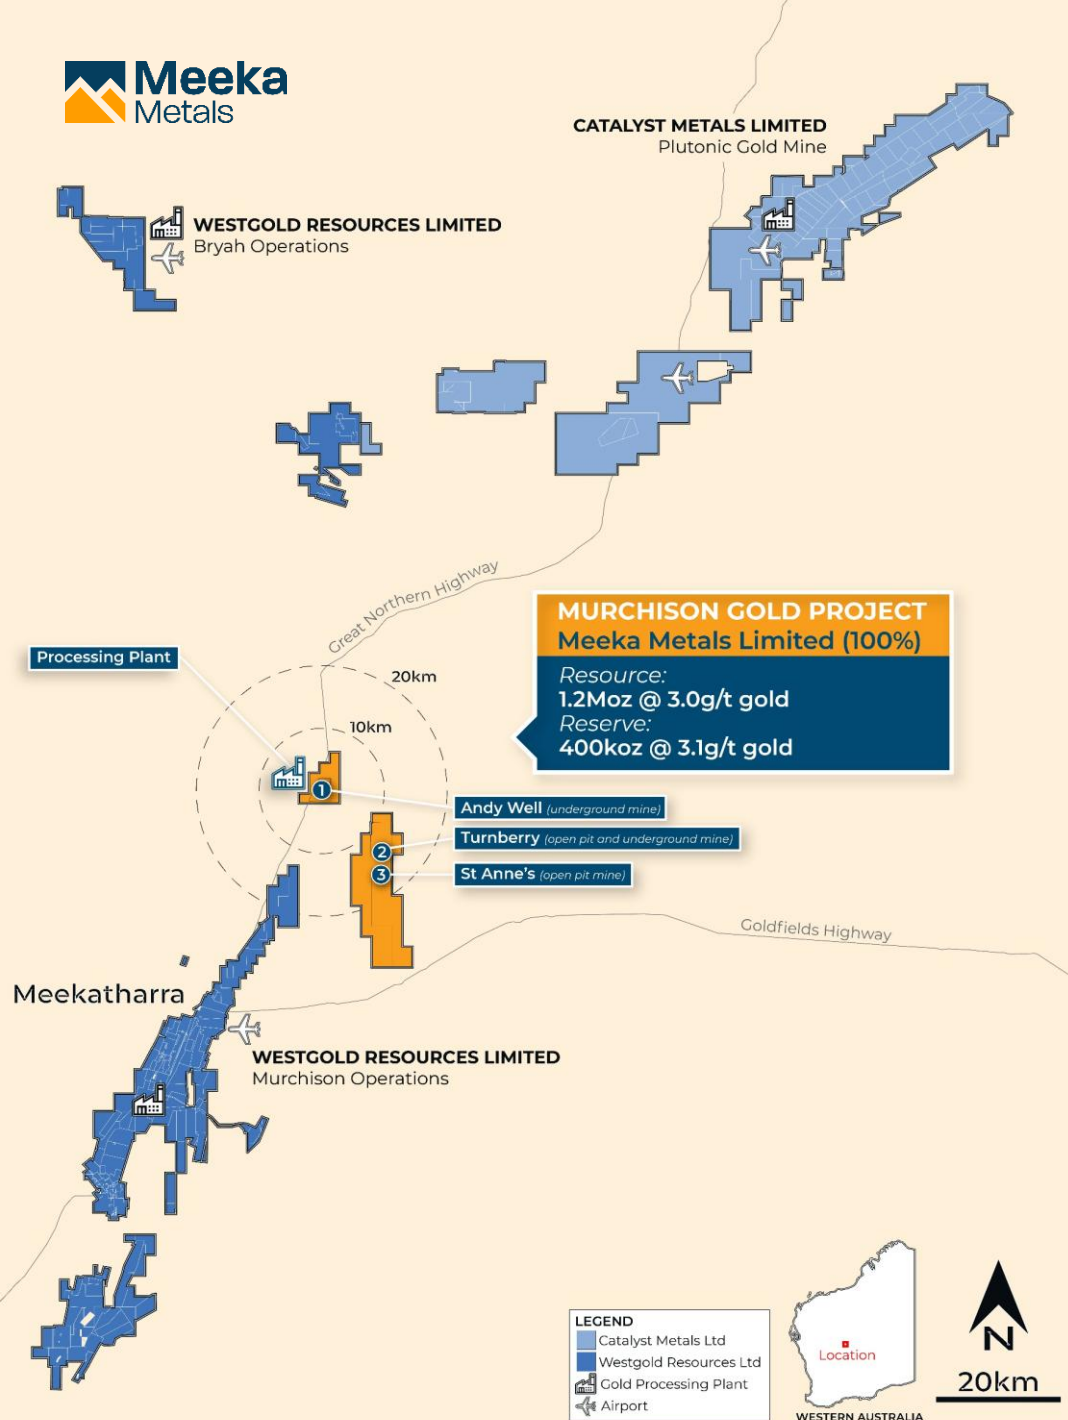 Meeka
Metals
CATALYST METALS LIMITED
Plutonic Gold Mine
WESTGOLD RESOURCES LIMITED
Bryah Operations
Great Northern Highway
MURCHISON GOLD PROJECT
Meeka Metals Limited (100%)
Resource:
1.2Moz @ 3.0g/t gold
Reserve:
400koz @ 3.1g/t gold
Processing Plant
20km
10km
1
Andy Well (underground mine)
2
Turnberry (open pit and underground mine)
3
St Anne's (open pit mine)
Goldfields Highway
Meekatharra
WESTGOLD RESOURCES LIMITED
Murchison Operations
LEGEND
Catalyst Metals Ltd
Westgold Resources Ltd
Gold Processing Plant
Airport
Location
WESTERN AUSTRALIA
N
20km